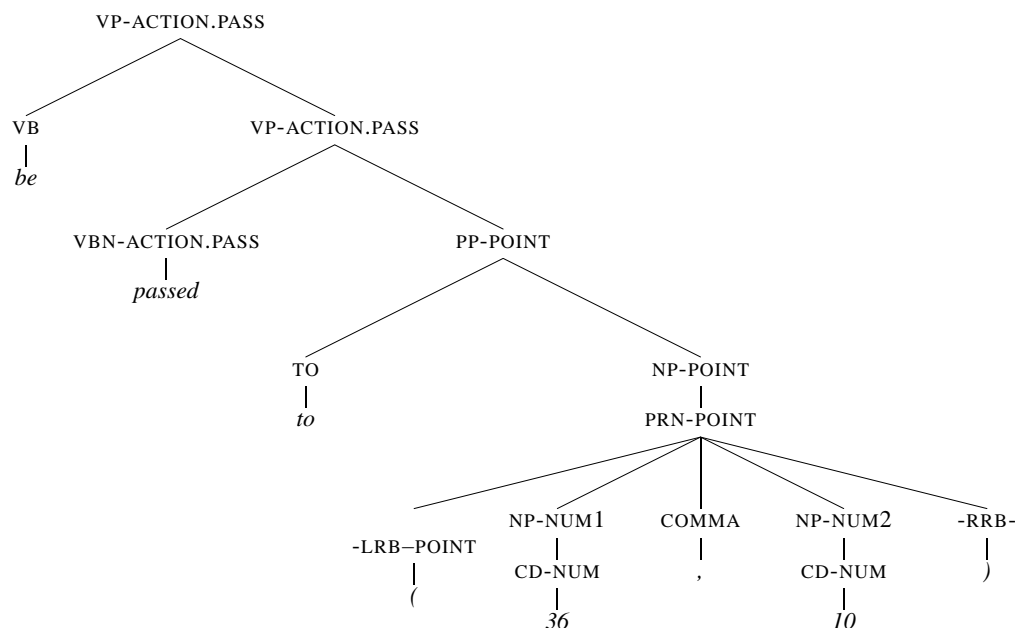 VP-ACTION.PASS
VB VP-ACTION.PASS
be
VBN-ACTION.PASS PP-POINT
passed
TO NP-POINT
to
PRN-POINT
NP-NUM1 COMMA NP-NUM2 -RRB-
-LRB–POINT
CD-NUM , CD-NUM )
(
36 10